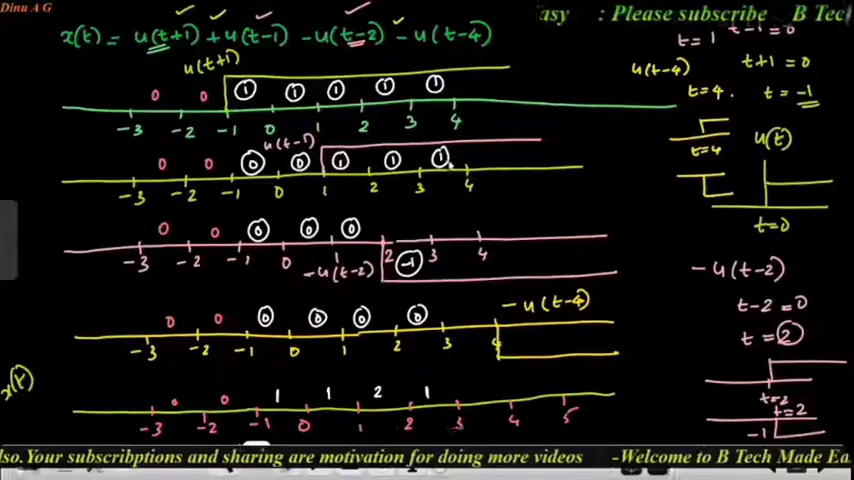 Dinu A G
asy : Please subscribe B Tec
x(t) = u(t+1) + u(t-1) - u(t-2) - u(t-4)
u(t+1)
1 1 1 1 1
0 0
-3 -2 -1 0 1 2 3 4
u(t-1)
0 0 0 0 1 1 1
-3 -2 -1 0 1 2 3 4
0 0 0 0 0
-3 -2 -1 0 1 2 3 4
-u(t-2) -1
-u(t-4)
0 0 0 0 0 0
-3 -2 -1 0 1 2 3 4
x(t)
0 0 1 1 2 1
-3 -2 -1 0 1 2 3 4 5
t=1 t-1=0
u(t-4) t+1=0
t=4. t=-1
t=4
u(t)
t=0
-u(t-2)
t-2=0
t=2
t=2
t=2
-1
lso.Your subscribptions and sharing are motivation for doing more videos -Welcome to B Tech Made Ea